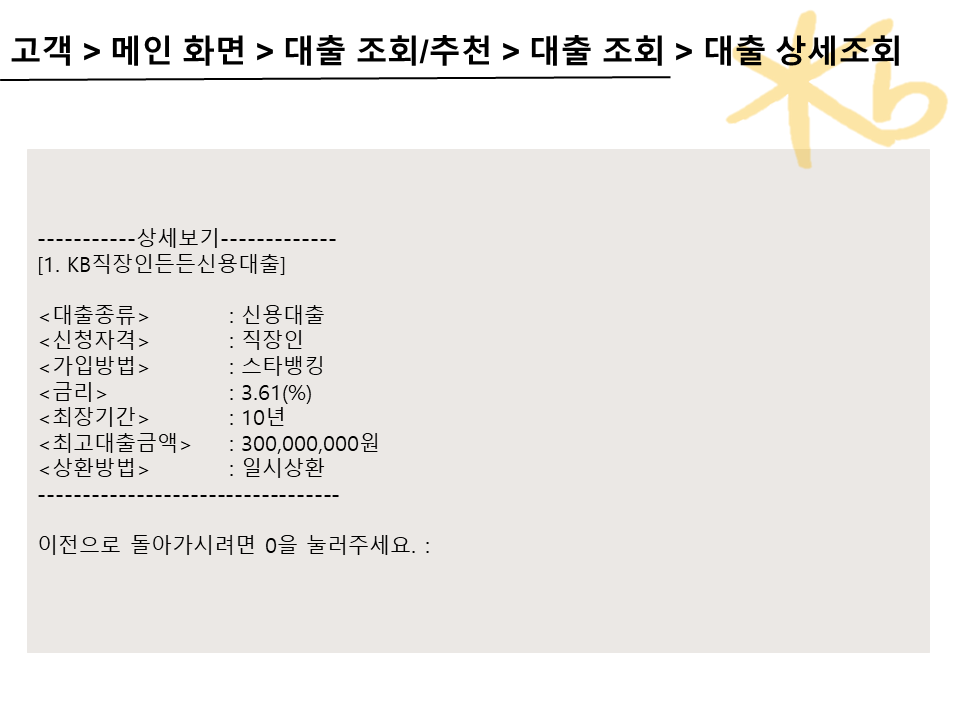 고객 > 메인 화면 > 대출 조회/추천 > 대출 조회 > 대출 상세조회
kb
-----------상세보기-------------
[1. KB직장인든든신용대출]
<대출종류> : 신용대출
<신청자격> : 직장인
<가입방법> : 스타뱅킹
<금리> : 3.61(%)
<최장기간> : 10년
<최고대출금액> : 300,000,000원
<상환방법> : 일시상환
----------------------------------
이전으로 돌아가시려면 0을 눌러주세요. :